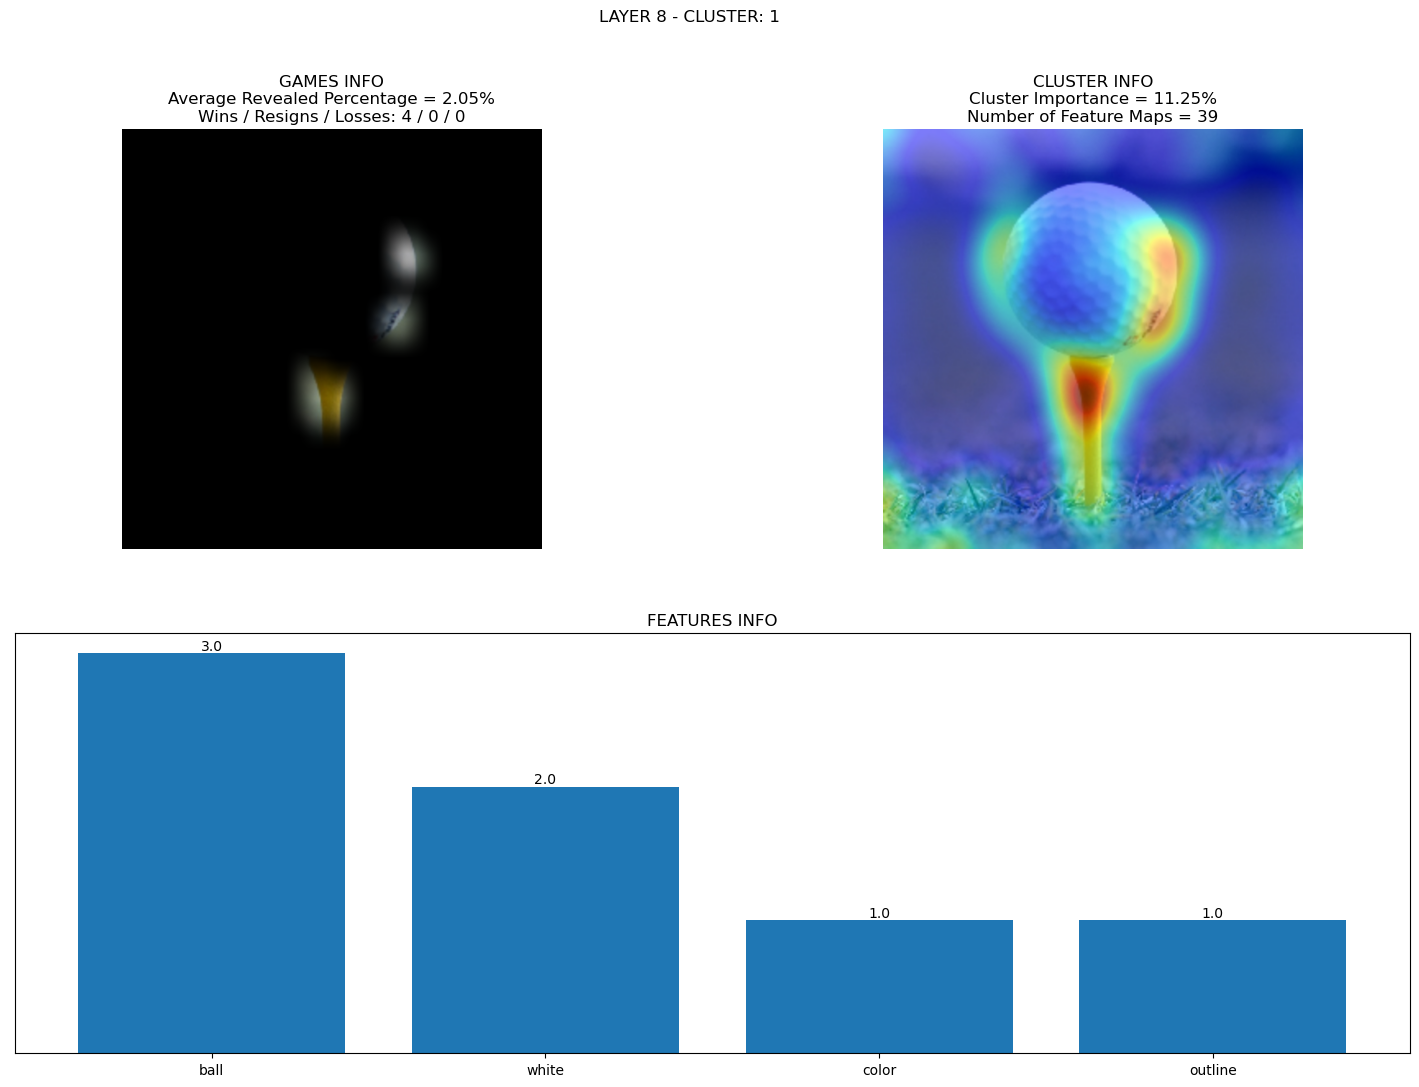 LAYER 8 - CLUSTER: 1
GAMES INFO
Average Revealed Percentage = 2.05%
Wins / Resigns / Losses: 4 / 0 / 0
CLUSTER INFO
Cluster Importance = 11.25%
Number of Feature Maps = 39
FEATURES INFO
3.0
2.0
1.0
1.0
ball
white
color
outline